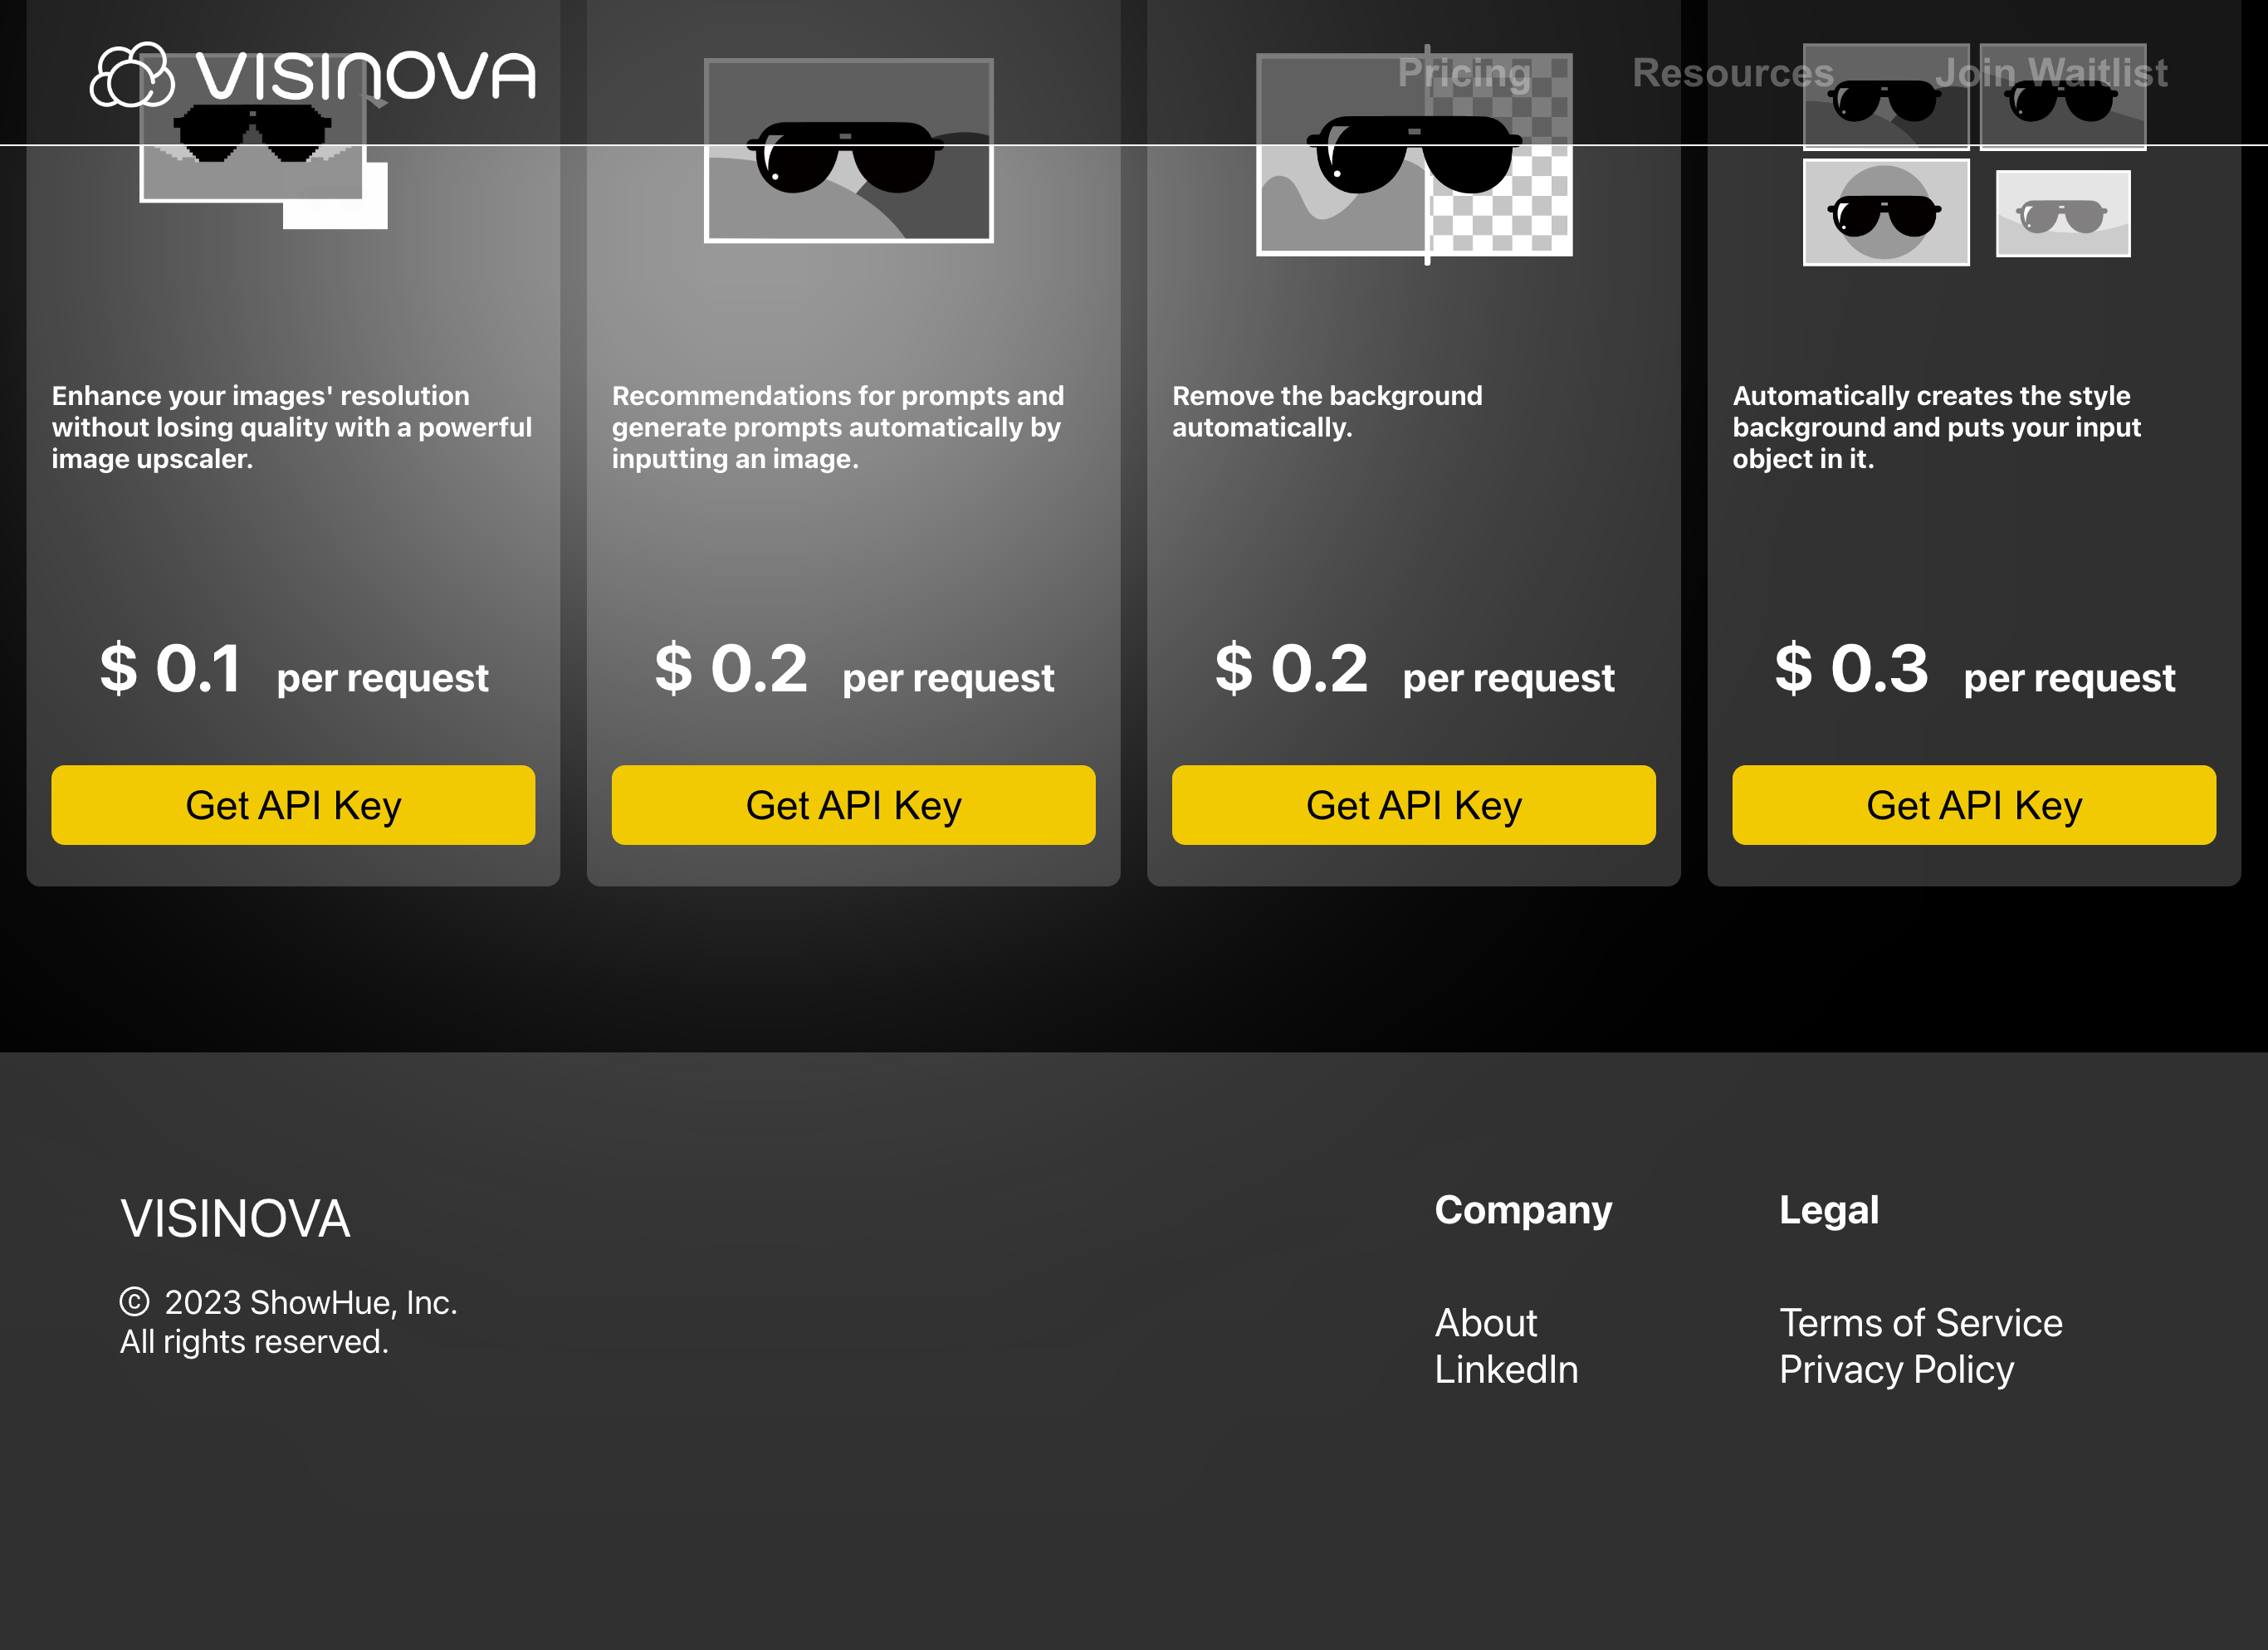 VISINOVA
Pricing
Resources
Join Waitlist
Enhance your images' resolution
without losing quality with a powerful
image upscaler.
$ 0.1 per request
Get API Key
Recommendations for prompts and
generate prompts automatically by
inputting an image.
$ 0.2 per request
Get API Key
Remove the background
automatically.
$ 0.2 per request
Get API Key
Automatically creates the style
background and puts your input
object in it.
$ 0.3 per request
Get API Key
VISINOVA
© 2023 ShowHue, Inc.
All rights reserved.
Company
About
LinkedIn
Legal
Terms of Service
Privacy Policy